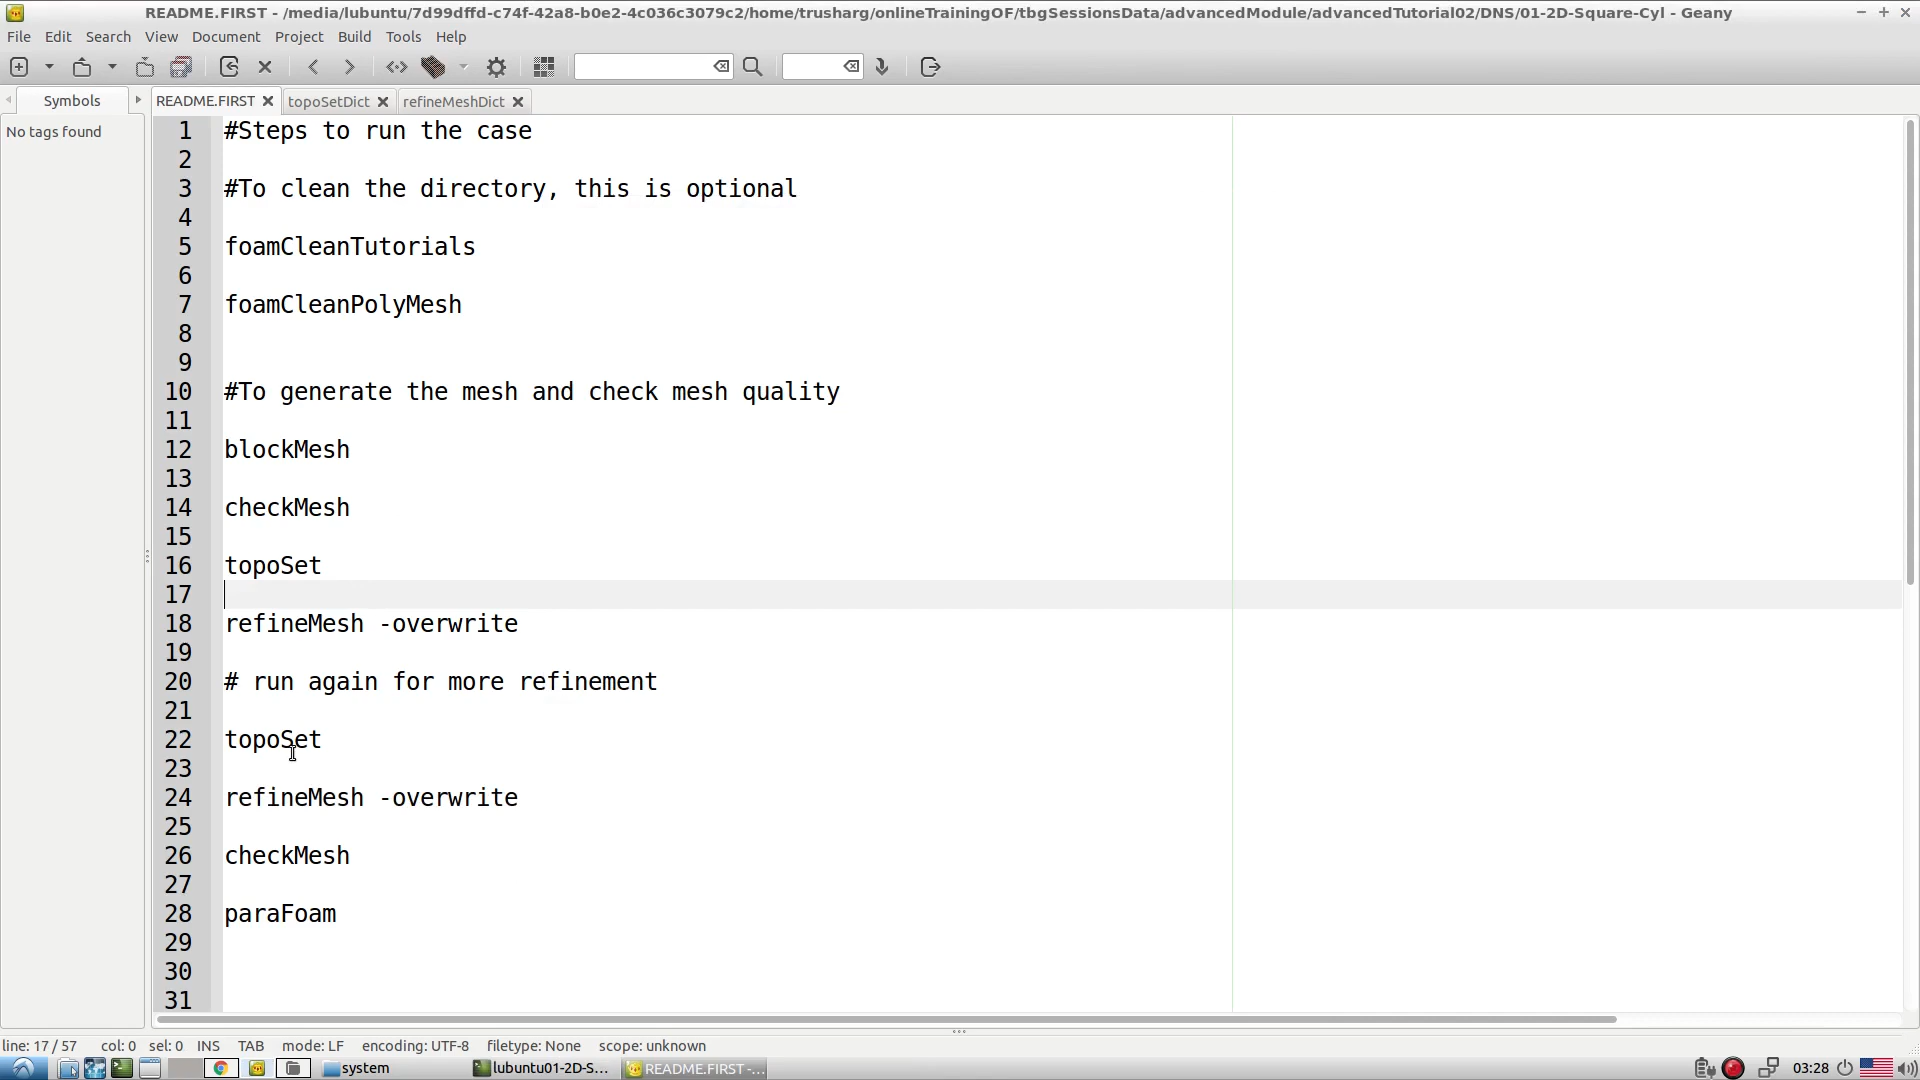 README.FIRST - /media/lubuntu/7d99dffd-c74f-42a8-b0e2-4c036c3079c2/home/trusharg/onlineTrainingOF/tbgSessionsData/advancedModule/advancedTutorial02/DNS/01-2D-Square-Cyl - Geany
File Edit Search View Document Project Build Tools Help
Symbols README.FIRST topoSetDict refineMeshDict
No tags found
1 #Steps to run the case
2
3 #To clean the directory, this is optional
4
5 foamCleanTutorials
6
7 foamCleanPolyMesh
8
9
10 #To generate the mesh and check mesh quality
11
12 blockMesh
13
14 checkMesh
15
16 topoSet
17
18 refineMesh -overwrite
19
20 # run again for more refinement
21
22 topoSet
23
24 refineMesh -overwrite
25
26 checkMesh
27
28 paraFoam
29
30
31
line: 17 / 57 col: 0 sel: 0 INS TAB mode: LF encoding: UTF-8 filetype: None scope: unknown
system lubuntu01-2D-S... README.FIRST -... 03:28